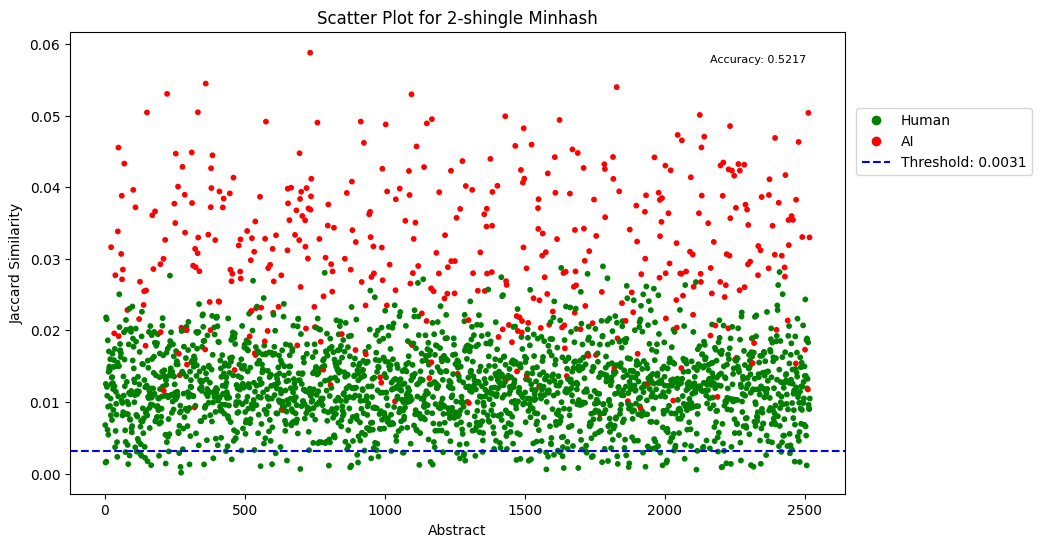 Scatter Plot for 2-shingle Minhash
0.06
0.05
0.04
0.03
0.02
0.01
0.00
Jaccard Similarity
Accuracy: 0.5217
Human
AI
Threshold: 0.0031
0
500
1000
1500
2000
2500
Abstract